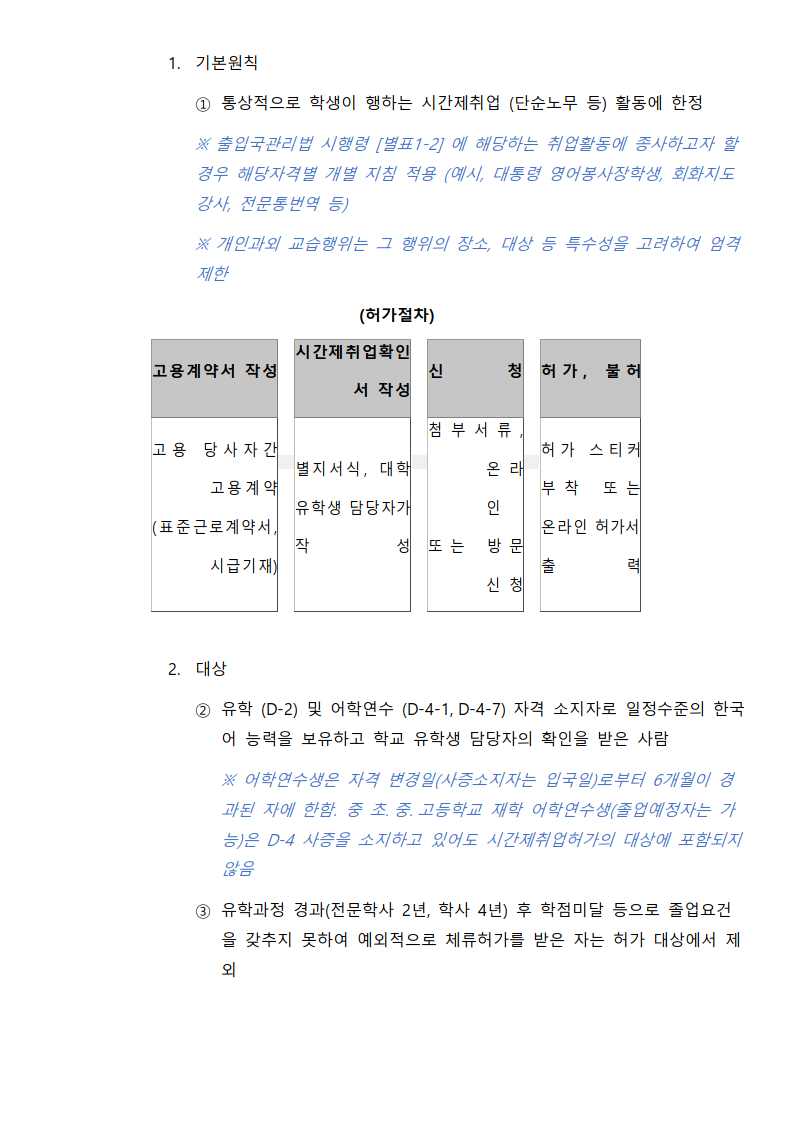 1. 기본원칙
① 통상적으로 학생이 행하는 시간제취업 (단순노무 등) 활동에 한정
※ 출입국관리법 시행령 [별표1-2] 에 해당하는 취업활동에 종사하고자 할
경우 해당자격별 개별 지침 적용 (예시, 대통령 영어봉사장학생, 회화지도
강사, 전문통번역 등)
※ 개인과외 교습행위는 그 행위의 장소, 대상 등 특수성을 고려하여 엄격
제한
(허가절차)
고용계약서 작성
시간제취업확인
서 작성
신 청
허가, 불허
고용 당사자간
고용계약
(표준근로계약서,
시급기재)
별지서식, 대학
유학생 담당자가
작 성
첨부서류,
온라
인
또는 방문
신청
허가 스티커
부착 또는
온라인 허가서
출 력
2. 대상
② 유학 (D-2) 및 어학연수 (D-4-1, D-4-7) 자격 소지자로 일정수준의 한국
어 능력을 보유하고 학교 유학생 담당자의 확인을 받은 사람
※ 어학연수생은 자격 변경일(사증소지자는 입국일)로부터 6개월이 경
과된 자에 한함. 중 초. 중. 고등학교 재학 어학연수생(졸업예정자는 가
능)은 D-4 사증을 소지하고 있어도 시간제취업허가의 대상에 포함되지
않음
③ 유학과정 경과(전문학사 2년, 학사 4년) 후 학점미달 등으로 졸업요건
을 갖추지 못하여 예외적으로 체류허가를 받은 자는 허가 대상에서 제
외